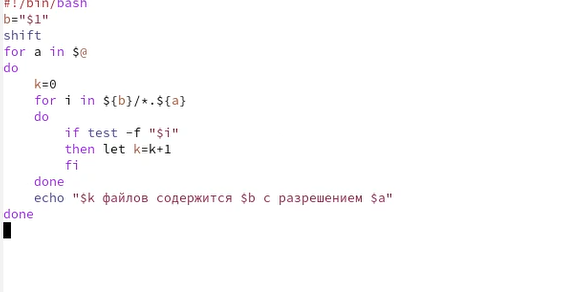 #!/bin/bash
b="$1"
shift
for a in $@
do
    k=0
    for i in ${b}/*.${a}
    do
        if test -f "$i"
        then let k=k+1
        fi
    done
    echo "$k файлов содержится $b с разрешением $a"
done